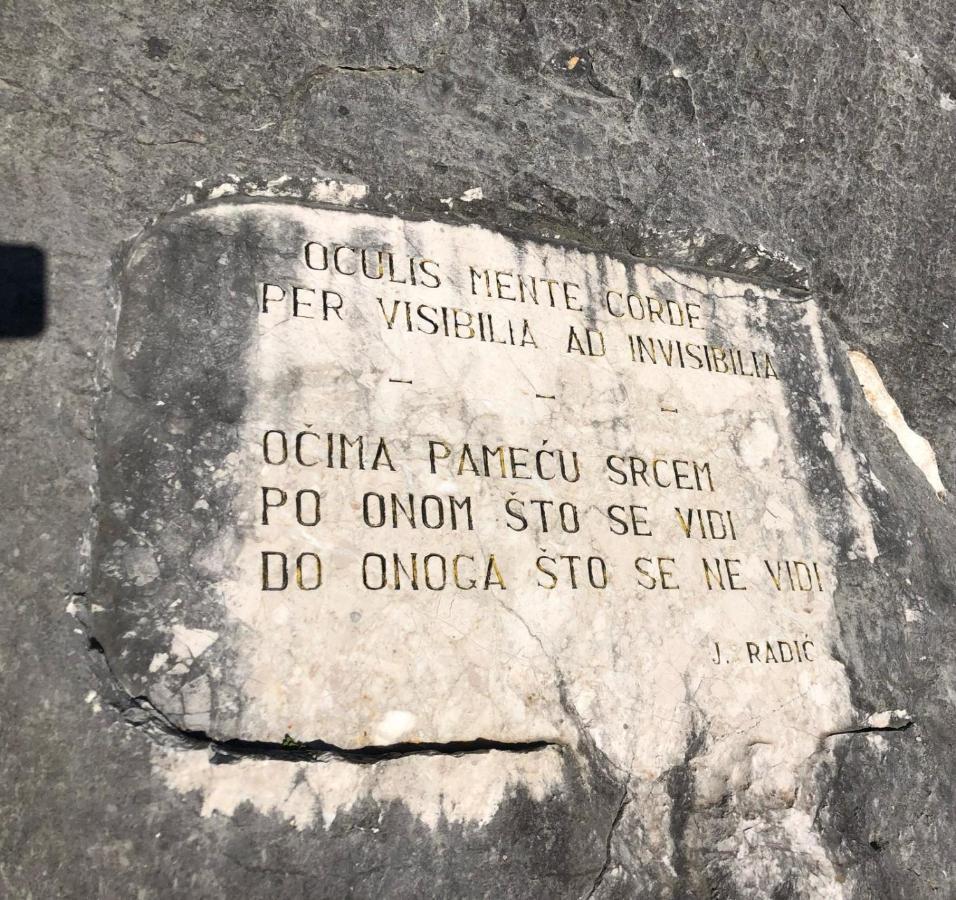 OCULIS MENTE CORDE
PER VISIBILIA AD INVISIBILIA
— — —
OČIMA PAMEĆU SRCEM
PO ONOM ŠTO SE VIDI
DO ONOGA ŠTO SE NE VIDI
J. RADIĆ